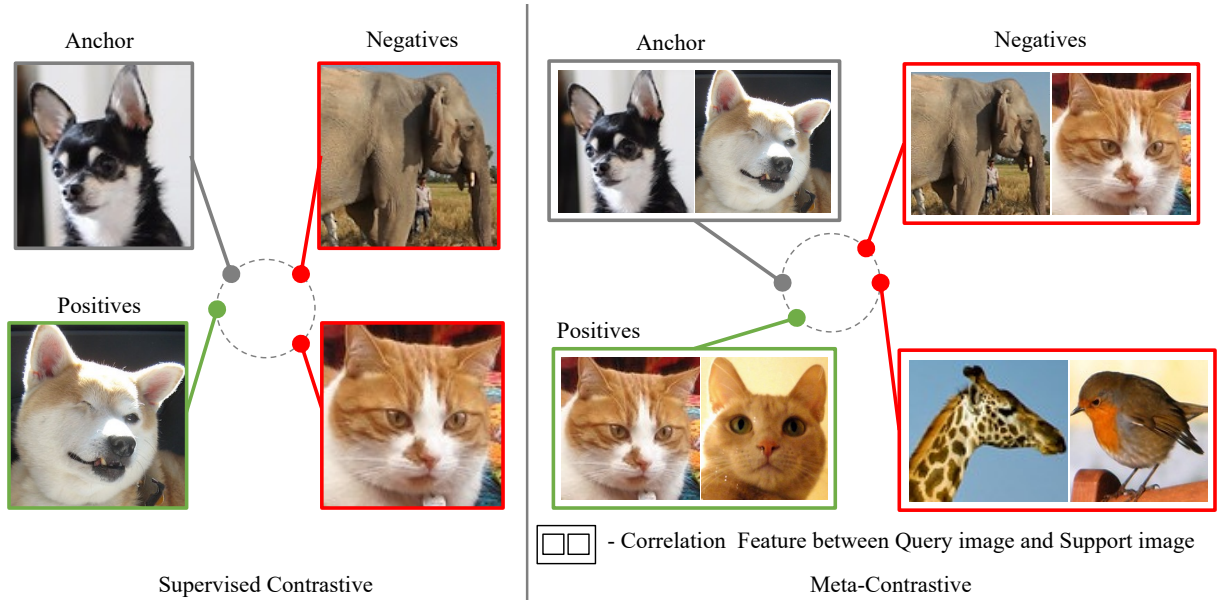 Anchor
Negatives
Positives
Supervised Contrastive
Anchor
Negatives
Positives
- Correlation Feature between Query image and Support image
Meta-Contrastive